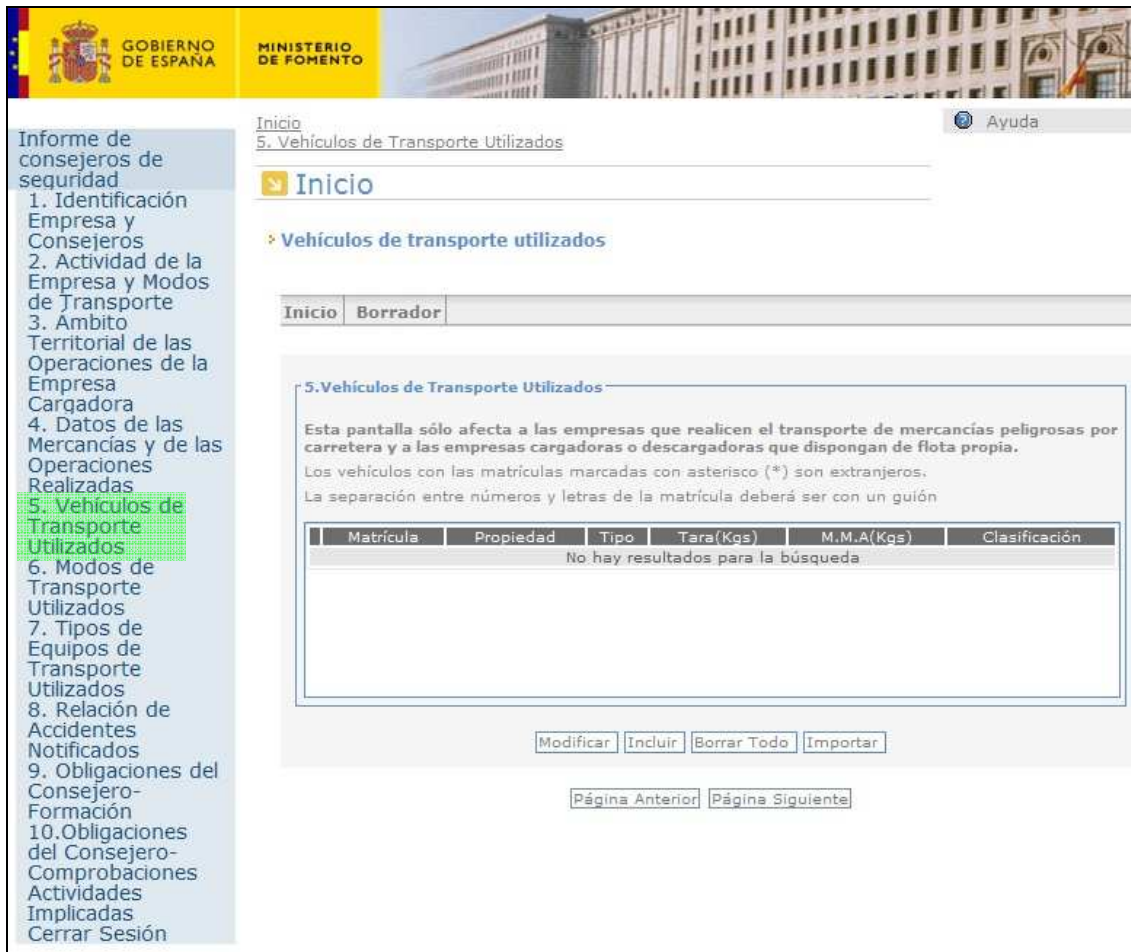 GOBIERNO
DE ESPAÑA
MINISTERIO
DE FOMENTO
Informe de
consejeros de
seguridad
1. Identificación
Empresa y
Consejeros
2. Actividad de la
Empresa y Modos
de Transporte
3. Ámbito
Territorial de las
Operaciones de la
Empresa
Cargadora
4. Datos de las
Mercancías y de las
Operaciones
Realizadas
5. Vehículos de
Transporte
Utilizados
6. Modos de
Transporte
Utilizados
7. Tipos de
Equipos de
Transporte
Utilizados
8. Relación de
Accidentes
Notificados
9. Obligaciones del
Consejero-
Formación
10.Obligaciones
del Consejero-
Comprobaciones
Actividades
Implicadas
Cerrar Sesión
Inicio
5. Vehículos de Transporte Utilizados
Ayuda
Inicio
Vehículos de transporte utilizados
Inicio Borrador
5.Vehículos de Transporte Utilizados
Esta pantalla sólo afecta a las empresas que realicen el transporte de mercancías peligrosas por
carretera y a las empresas cargadoras o descargadoras que dispongan de flota propia.
Los vehículos con las matrículas marcadas con asterisco (*) son extranjeros.
La separación entre números y letras de la matrícula deberá ser con un guión
Matrícula Propiedad Tipo Tara(Kgs) M.M.A(Kgs) Clasificación
No hay resultados para la búsqueda
Modificar Incluir Borrar Todo Importar
Página Anterior Página Siguiente